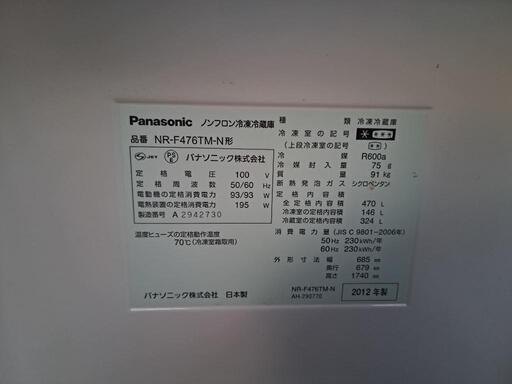 Panasonic ノンフロン冷凍冷蔵庫
品番 NR-F476TM-N形
JET PS E パナソニック株式会社
定格電圧 100 V
定格周波数 50/60 Hz
電動機の定格消費電力 93/93 W
電熱装置の定格消費電力 195 W
製造番号 A 2942730
温度ヒューズの定格動作温度
70℃(冷凍室霜取用)
パナソニック株式会社 日本製
種類 冷凍冷蔵庫
冷凍室の記号
(上段冷凍室の記号)
冷媒 R600a
冷媒封入量 75 g
質量 91 kg
断熱発泡ガス シクロペンタン
定格内容積
全定格内容積 470 L
冷凍室の定格内容積 146 L
冷蔵室の定格内容積 324 L
消費電力量(JIS C 9801-2006年)
50Hz 230 kWh/年
60Hz 230 kWh/年
外形寸法 幅 685 mm
奥行 679 mm
高さ 1740 mm
NR-F476TM-N
AH-290770
2012年製